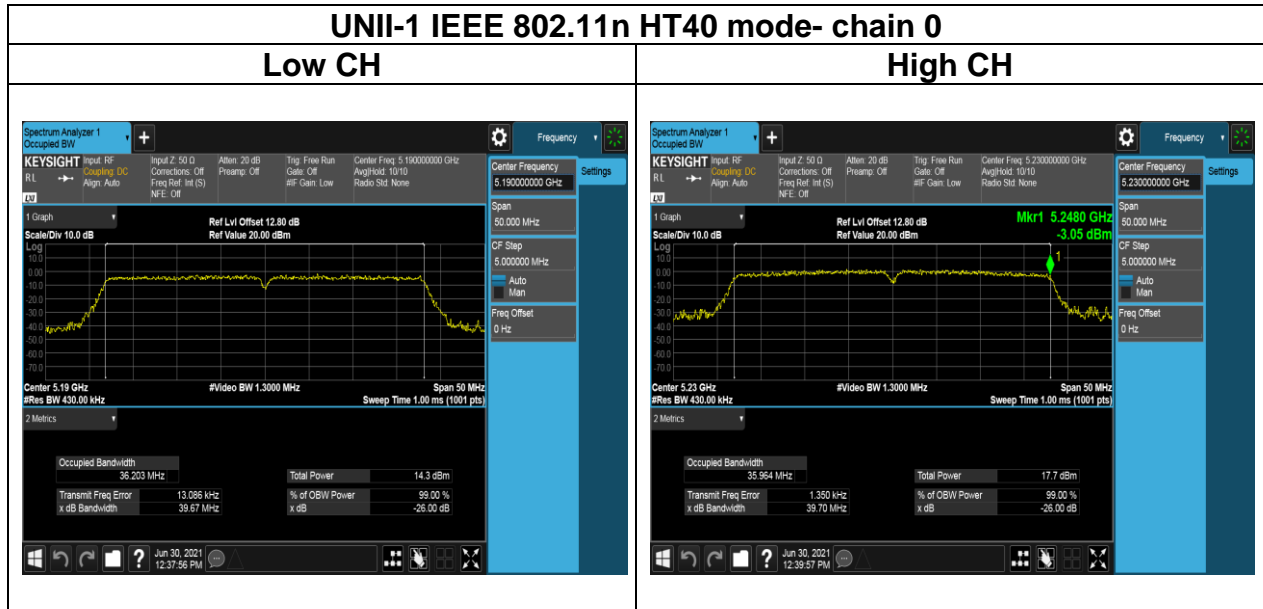 UNII-1 IEEE 802.11n HT40 mode- chain 0
Low CH
High CH
Spectrum Analyzer 1
Occupied BW
+
Frequency
KEYSIGHT
Input: RF
Coupling: DC
Align: Auto
Input Z: 50 Ω
Corrections: Off
Freq Ref: Int (S)
NFE: Off
Atten: 20 dB
Preamp: Off
Trig: Free Run
Gate: Off
#IF Gain: Low
Center Freq: 5.190000000 GHz
Avg|Hold: 10/10
Radio Std: None
RL
LXI
Center Frequency
5.190000000 GHz
Settings
Span
50.000 MHz
CF Step
5.000000 MHz
Auto
Man
Freq Offset
0 Hz
1 Graph
Scale/Div 10.0 dB
Ref Lvl Offset 12.80 dB
Ref Value 20.00 dBm
Log
10.0
0.00
-10.0
-20.0
-30.0
-40.0
-50.0
-60.0
-70.0
Center 5.19 GHz
#Res BW 430.00 kHz
#Video BW 1.3000 MHz
Span 50 MHz
Sweep Time 1.00 ms (1001 pts)
2 Metrics
Occupied Bandwidth
36.203 MHz
Total Power 14.3 dBm
Transmit Freq Error 13.086 kHz
% of OBW Power 99.00 %
x dB Bandwidth 39.67 MHz
x dB -26.00 dB
?
Jun 30, 2021
12:37:56 PM
Spectrum Analyzer 1
Occupied BW
+
Frequency
KEYSIGHT
Input: RF
Coupling: DC
Align: Auto
Input Z: 50 Ω
Corrections: Off
Freq Ref: Int (S)
NFE: Off
Atten: 20 dB
Preamp: Off
Trig: Free Run
Gate: Off
#IF Gain: Low
Center Freq: 5.230000000 GHz
Avg|Hold: 10/10
Radio Std: None
RL
LXI
Center Frequency
5.230000000 GHz
Settings
Span
50.000 MHz
CF Step
5.000000 MHz
Auto
Man
Freq Offset
0 Hz
1 Graph
Scale/Div 10.0 dB
Ref Lvl Offset 12.80 dB
Ref Value 20.00 dBm
Mkr1 5.2480 GHz
-3.05 dBm
Log
10.0
0.00
-10.0
-20.0
-30.0
-40.0
-50.0
-60.0
-70.0
1
Center 5.23 GHz
#Res BW 430.00 kHz
#Video BW 1.3000 MHz
Span 50 MHz
Sweep Time 1.00 ms (1001 pts)
2 Metrics
Occupied Bandwidth
35.964 MHz
Total Power 17.7 dBm
Transmit Freq Error 1.350 kHz
% of OBW Power 99.00 %
x dB Bandwidth 39.70 MHz
x dB -26.00 dB
?
Jun 30, 2021
12:39:57 PM